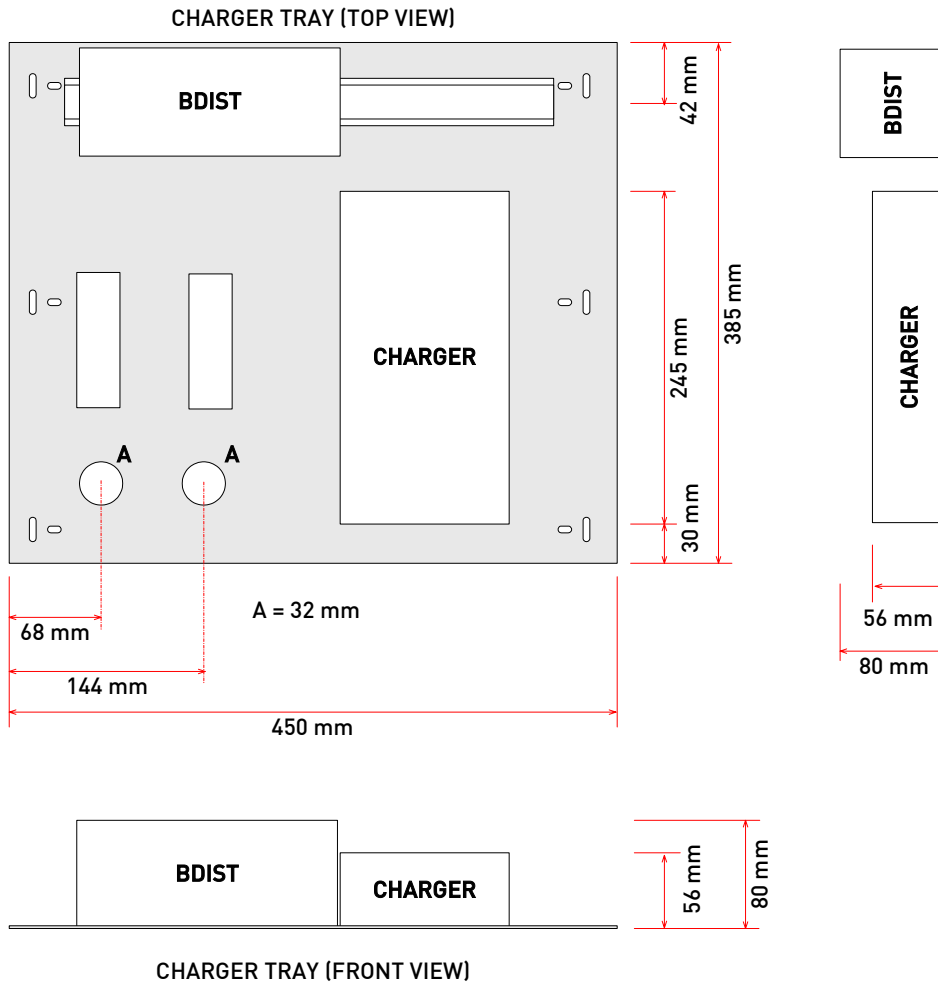 CHARGER TRAY (TOP VIEW)
BDIST
42 mm
BDIST
385 mm
245 mm
CHARGER
CHARGER
A
A
30 mm
A = 32 mm
68 mm
56 mm
144 mm
80 mm
450 mm
BDIST
CHARGER
56 mm
80 mm
CHARGER TRAY (FRONT VIEW)